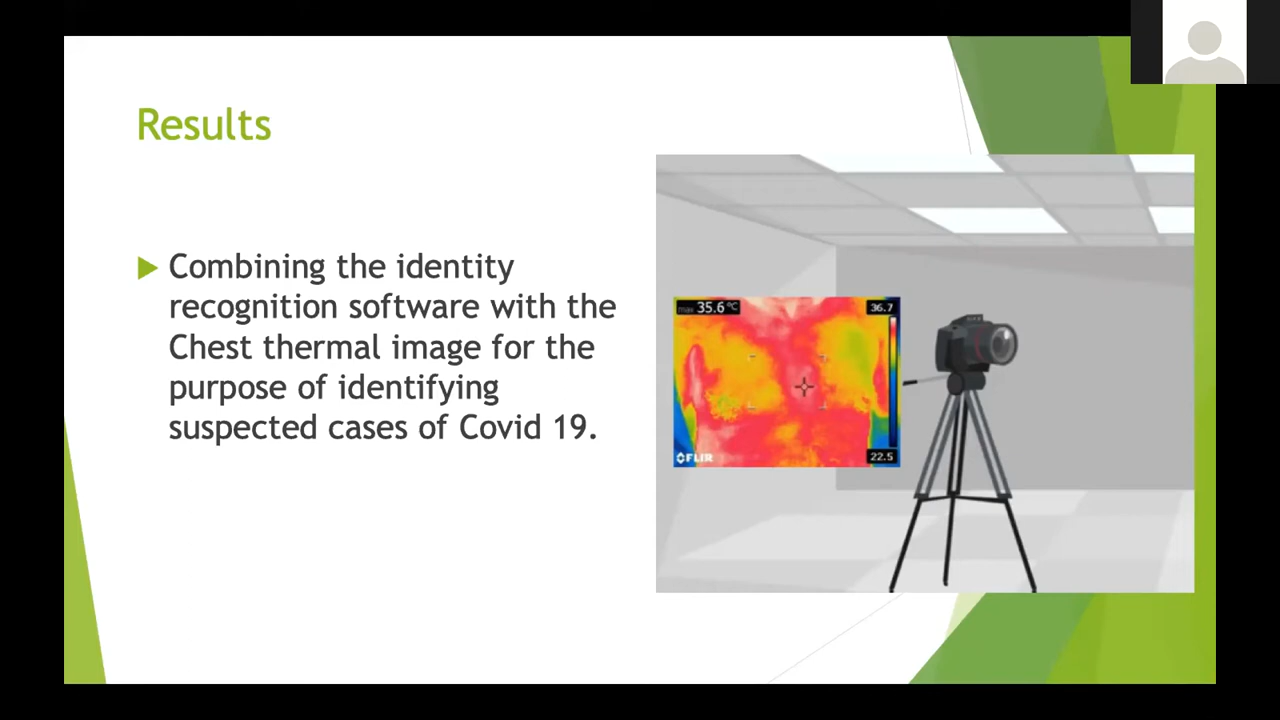 Results
Combining the identity
recognition software with the
Chest thermal image for the
purpose of identifying
suspected cases of Covid 19.
max 35.6 °C
36.7
FLIR
22.5